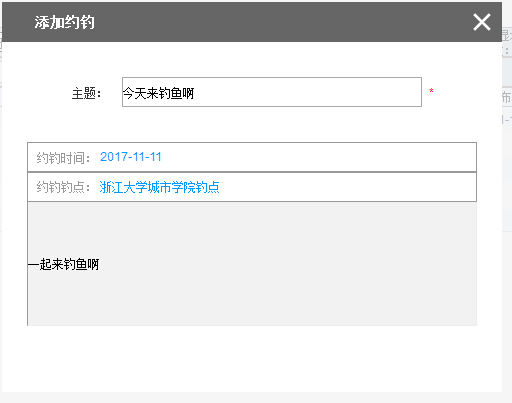 添加约钓
主题： 今天来钓鱼啊 *
约钓时间： 2017-11-11
约钓钓点： 浙江大学城市学院钓点
一起来钓鱼啊